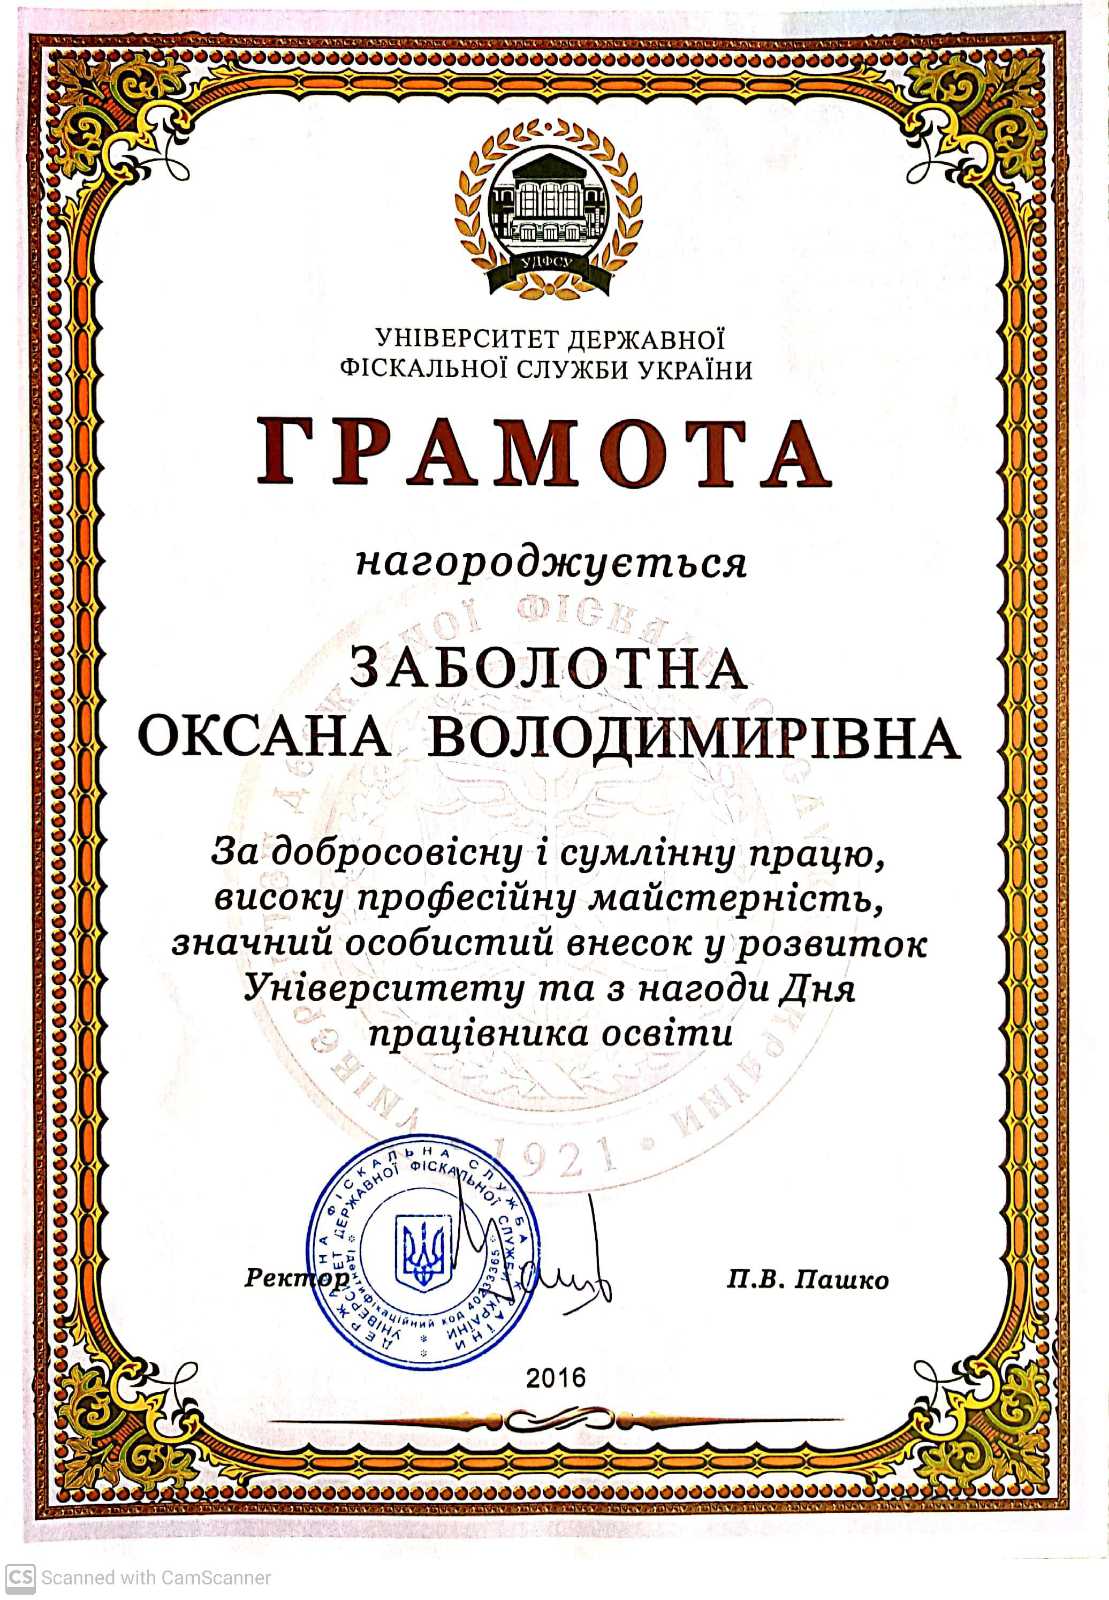 УДФСУ
УНІВЕРСИТЕТ ДЕРЖАВНОЇ
ФІСКАЛЬНОЇ СЛУЖБИ УКРАЇНИ
ГРАМОТА
нагороджується
ЗАБОЛОТНА
ОКСАНА ВОЛОДИМИРІВНА
За добросовісну і сумлінну працю,
високу професійну майстерність,
значний особистий внесок у розвиток
Університету та з нагоди Дня
працівника освіти
1921
ДЕРЖАВНА ФІСКАЛЬНА СЛУЖБА УКРАЇНИ
УНІВЕРСИТЕТ ДЕРЖАВНОЇ ФІСКАЛЬНОЇ СЛУЖБИ УКРАЇНИ
Ідентифікаційний код 40233365
Ректор
П.В. Пашко
2016
CS Scanned with CamScanner